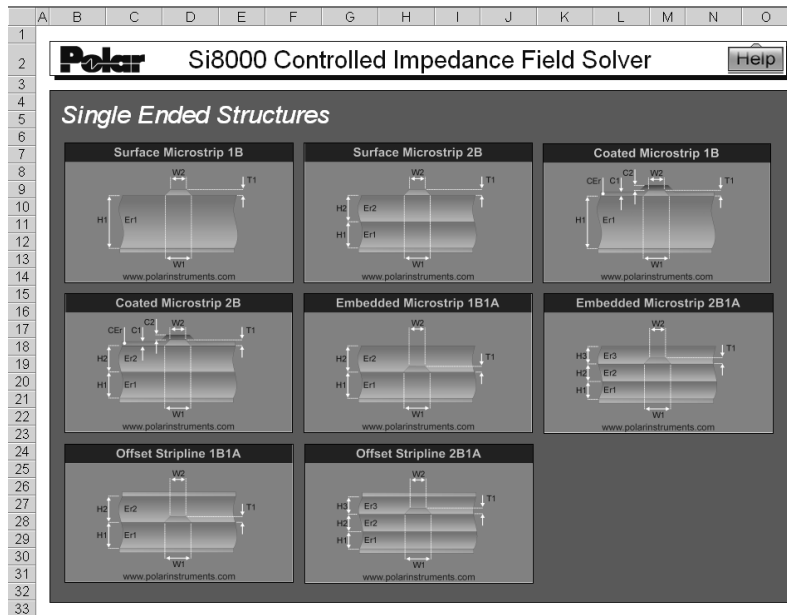 A B C D E F G H I J K L M N O
1
2
3
4
5
6
7
8
9
10
11
12
13
14
15
16
17
18
19
20
21
22
23
24
25
26
27
28
29
30
31
32
33
Polar Si8000 Controlled Impedance Field Solver Help
Single Ended Structures
Surface Microstrip 1B
W2
T1
H1 Er1
W1
www.polarinstruments.com
Surface Microstrip 2B
W2
T1
H2 Er2
H1 Er1
W1
www.polarinstruments.com
Coated Microstrip 1B
C2 W2
CEr C1 T1
H1 Er1
W1
www.polarinstruments.com
Coated Microstrip 2B
C2 W2
CEr C1 T1
H2 Er2
H1 Er1
W1
www.polarinstruments.com
Embedded Microstrip 1B1A
W2
H2 Er2 T1
H1 Er1
W1
www.polarinstruments.com
Embedded Microstrip 2B1A
W2
T1
H3 Er3
H2 Er2
H1 Er1
W1
www.polarinstruments.com
Offset Stripline 1B1A
W2
H2 Er2 T1
H1 Er1
W1
www.polarinstruments.com
Offset Stripline 2B1A
W2
T1
H3 Er3
H2 Er2
H1 Er1
W1
www.polarinstruments.com